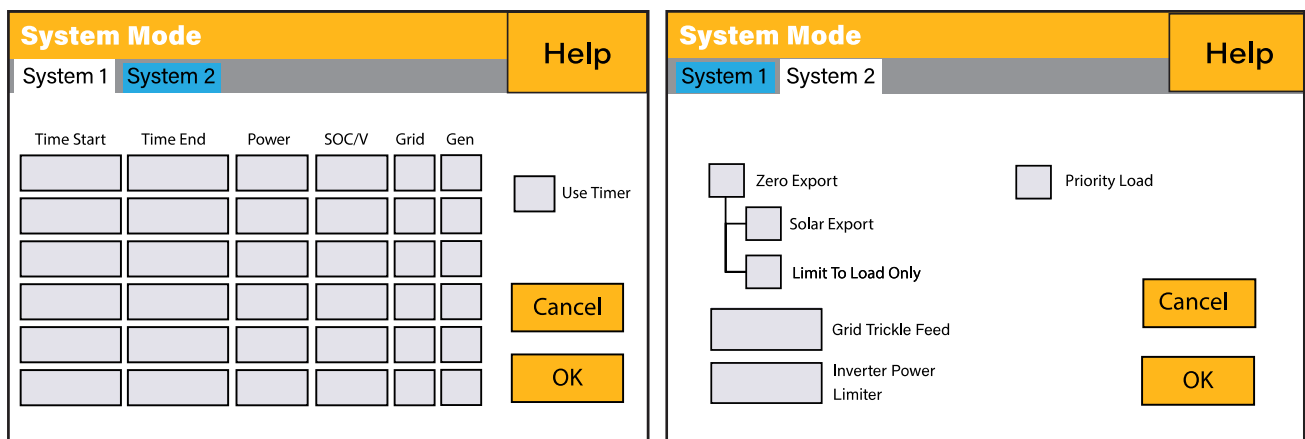 System Mode
Help
System 1 System 2
Time Start Time End Power SOC/V Grid Gen
Use Timer
Cancel
OK
System Mode
Help
System 1 System 2
Zero Export
Priority Load
Solar Export
Limit To Load Only
Cancel
Grid Trickle Feed
Inverter Power
Limiter
OK